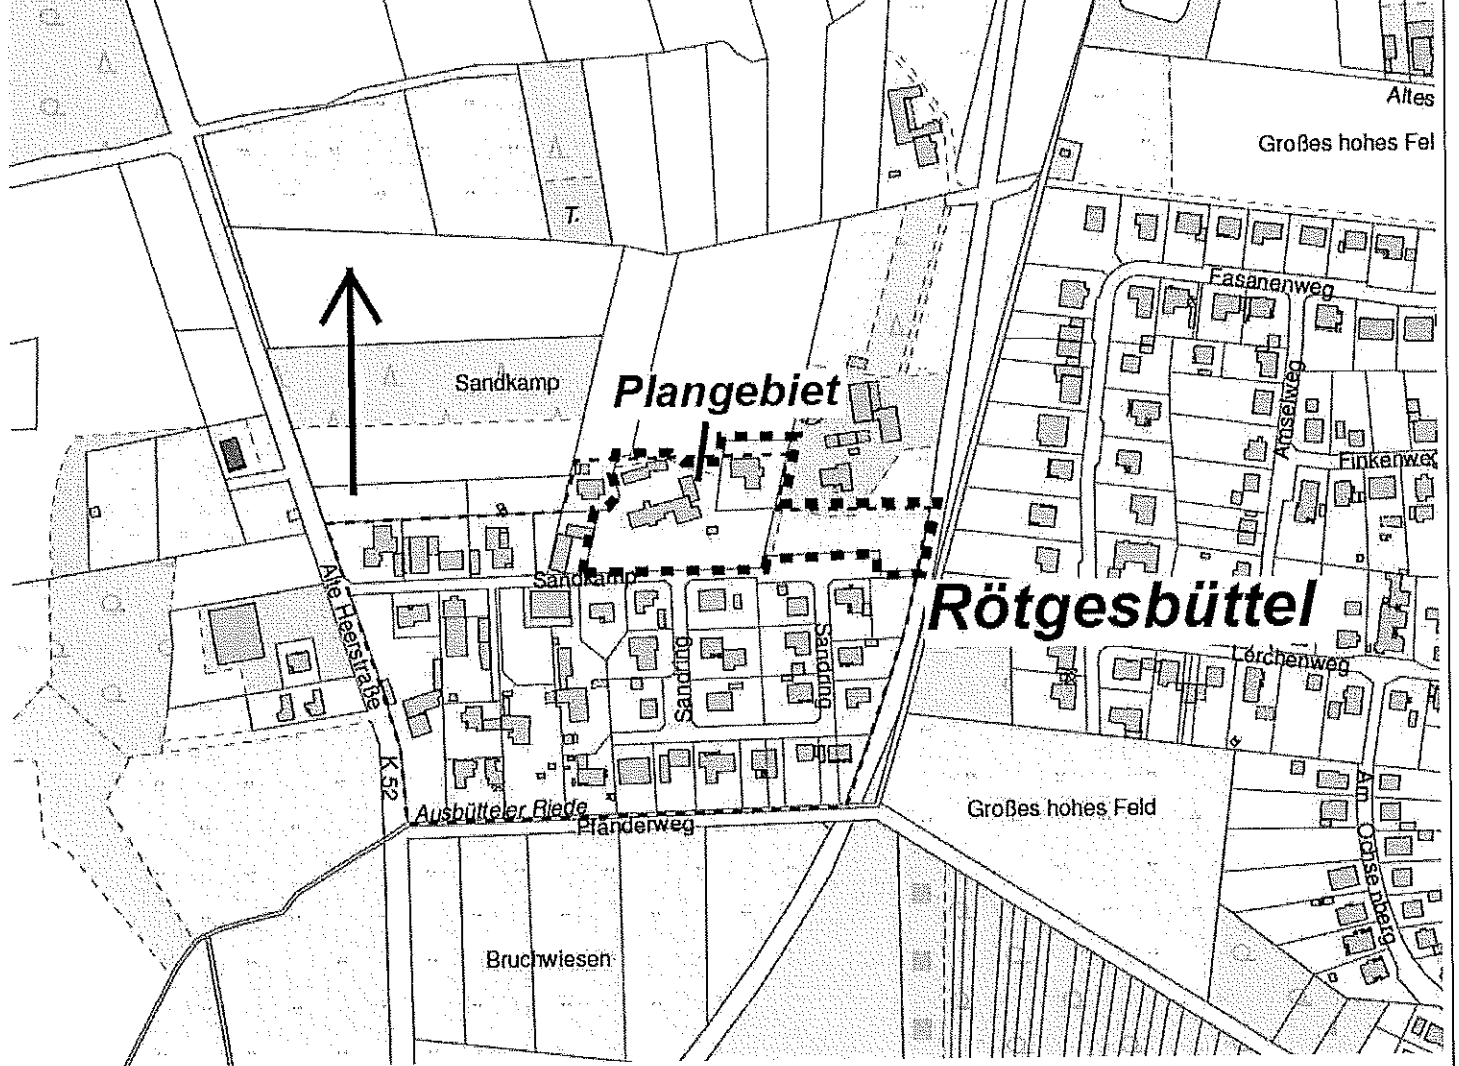 Altes
Großes hohes Fel
T.
Fasanenweg
Sandkamp
Plangebiet
Amselweg
Finkenweg
Alte Heerstraße
Sandkamp
Rötgesbüttel
Sandring
Sandring
Lerchenweg
K 52
Ausbütteler Riede
Pfänderweg
Großes hohes Feld
Am Ochsenberg
Bruchwiesen